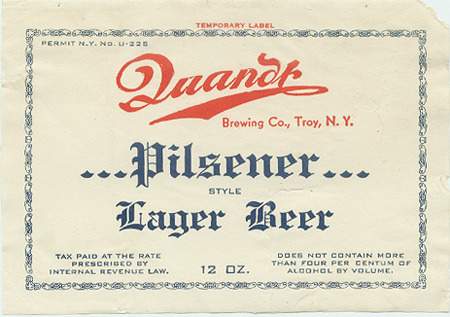 TEMPORARY LABEL
PERMIT N.Y. No. U-225
Quandt
Brewing Co., Troy, N. Y.
...Pilsener...
STYLE
Lager Beer
TAX PAID AT THE RATE
PRESCRIBED BY
INTERNAL REVENUE LAW.
12 OZ.
DOES NOT CONTAIN MORE
THAN FOUR PER CENTUM OF
ALCOHOL BY VOLUME.